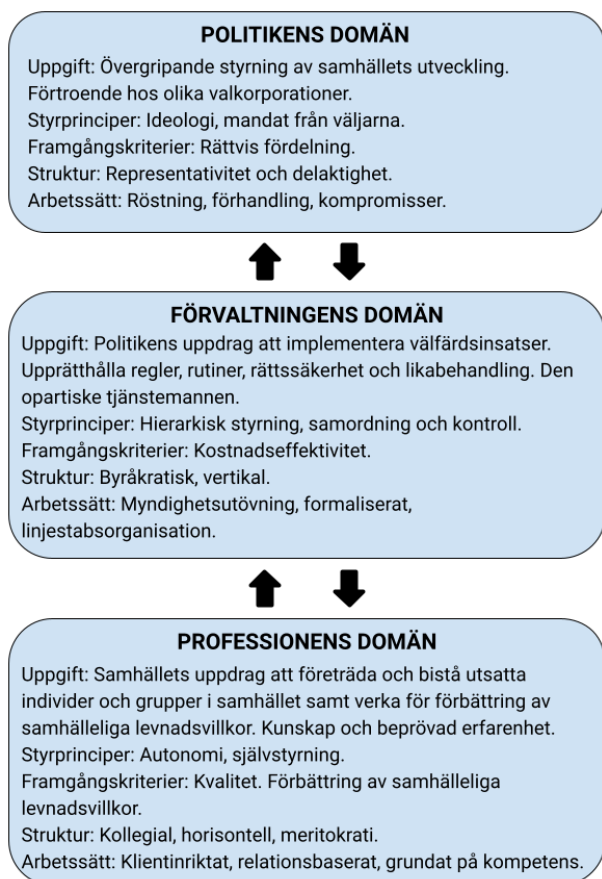 POLITIKENS DOMÄN
Uppgift: Övergripande styrning av samhällets utveckling.
Förtroende hos olika valkorporationer.
Styrprinciper: Ideologi, mandat från väljarna.
Framgångskriterier: Rättvis fördelning.
Struktur: Representativitet och delaktighet.
Arbetssätt: Röstning, förhandling, kompromisser.
FÖRVALTNINGENS DOMÄN
Uppgift: Politikens uppdrag att implementera välfärdsinsatser.
Upprätthålla regler, rutiner, rättssäkerhet och likabehandling. Den
opartiske tjänstemannen.
Styrprinciper: Hierarkisk styrning, samordning och kontroll.
Framgångskriterier: Kostnadseffektivitet.
Struktur: Byråkratisk, vertikal.
Arbetssätt: Myndighetsutövning, formaliserat,
linjestabsorganisation.
PROFESSIONENS DOMÄN
Uppgift: Samhällets uppdrag att företräda och bistå utsatta
individer och grupper i samhället samt verka för förbättring av
samhälleliga levnadsvillkor. Kunskap och beprövad erfarenhet.
Styrprinciper: Autonomi, självstyrning.
Framgångskriterier: Kvalitet. Förbättring av samhälleliga
levnadsvillkor.
Struktur: Kollegial, horisontell, meritokrati.
Arbetssätt: Klientinriktat, relationsbaserat, grundat på kompetens.